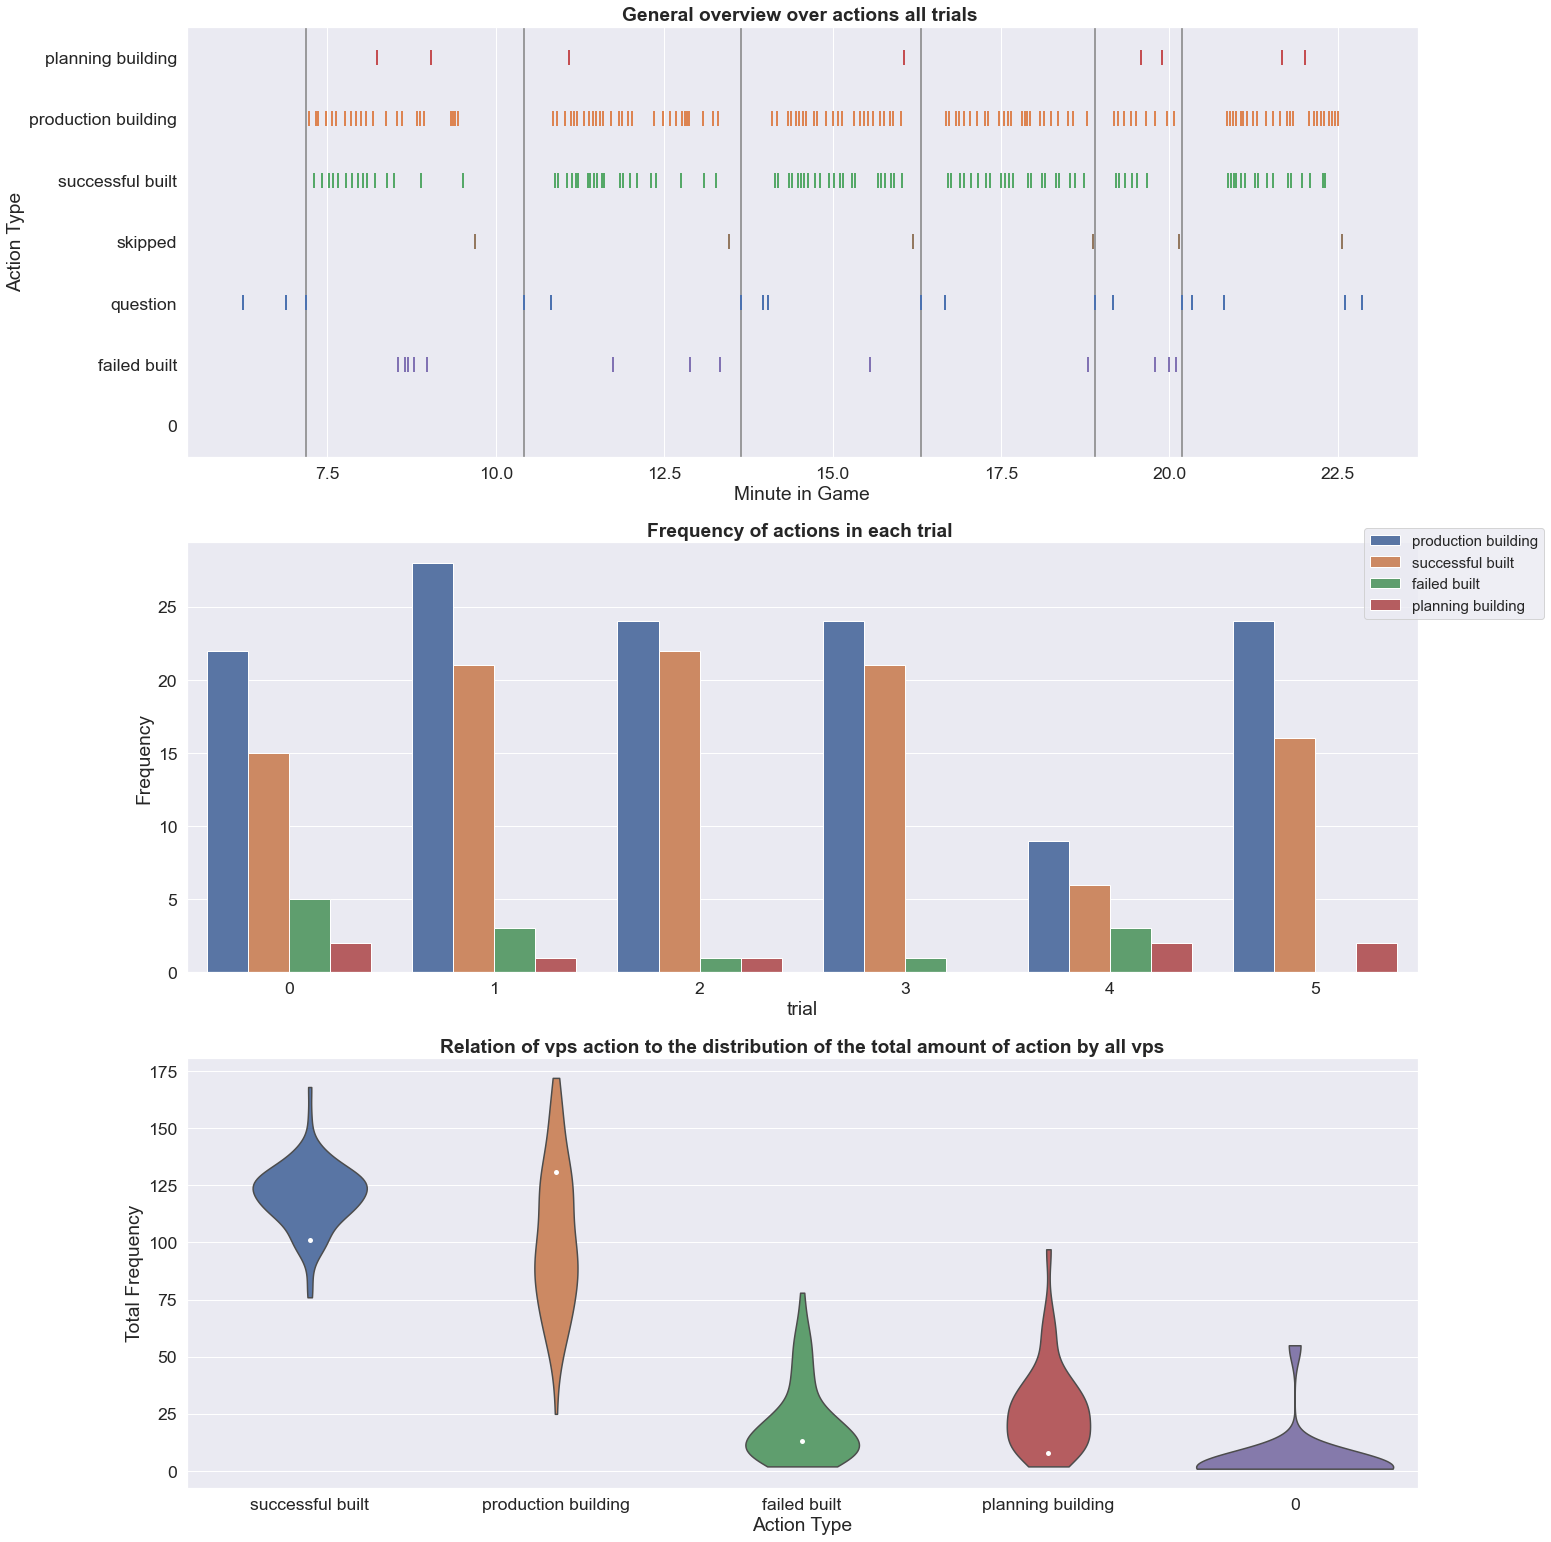 General overview over actions all trials
planning building
production building
successful built
skipped
question
failed built
0
Action Type
7.5 10.0 12.5 15.0 17.5 20.0 22.5
Minute in Game
Frequency of actions in each trial
production building
successful built
failed built
planning building
25
20
15
10
5
0
Frequency
0 1 2 3 4 5
trial
Relation of vps action to the distribution of the total amount of action by all vps
175
150
125
100
75
50
25
0
Total Frequency
successful built production building failed built planning building 0
Action Type